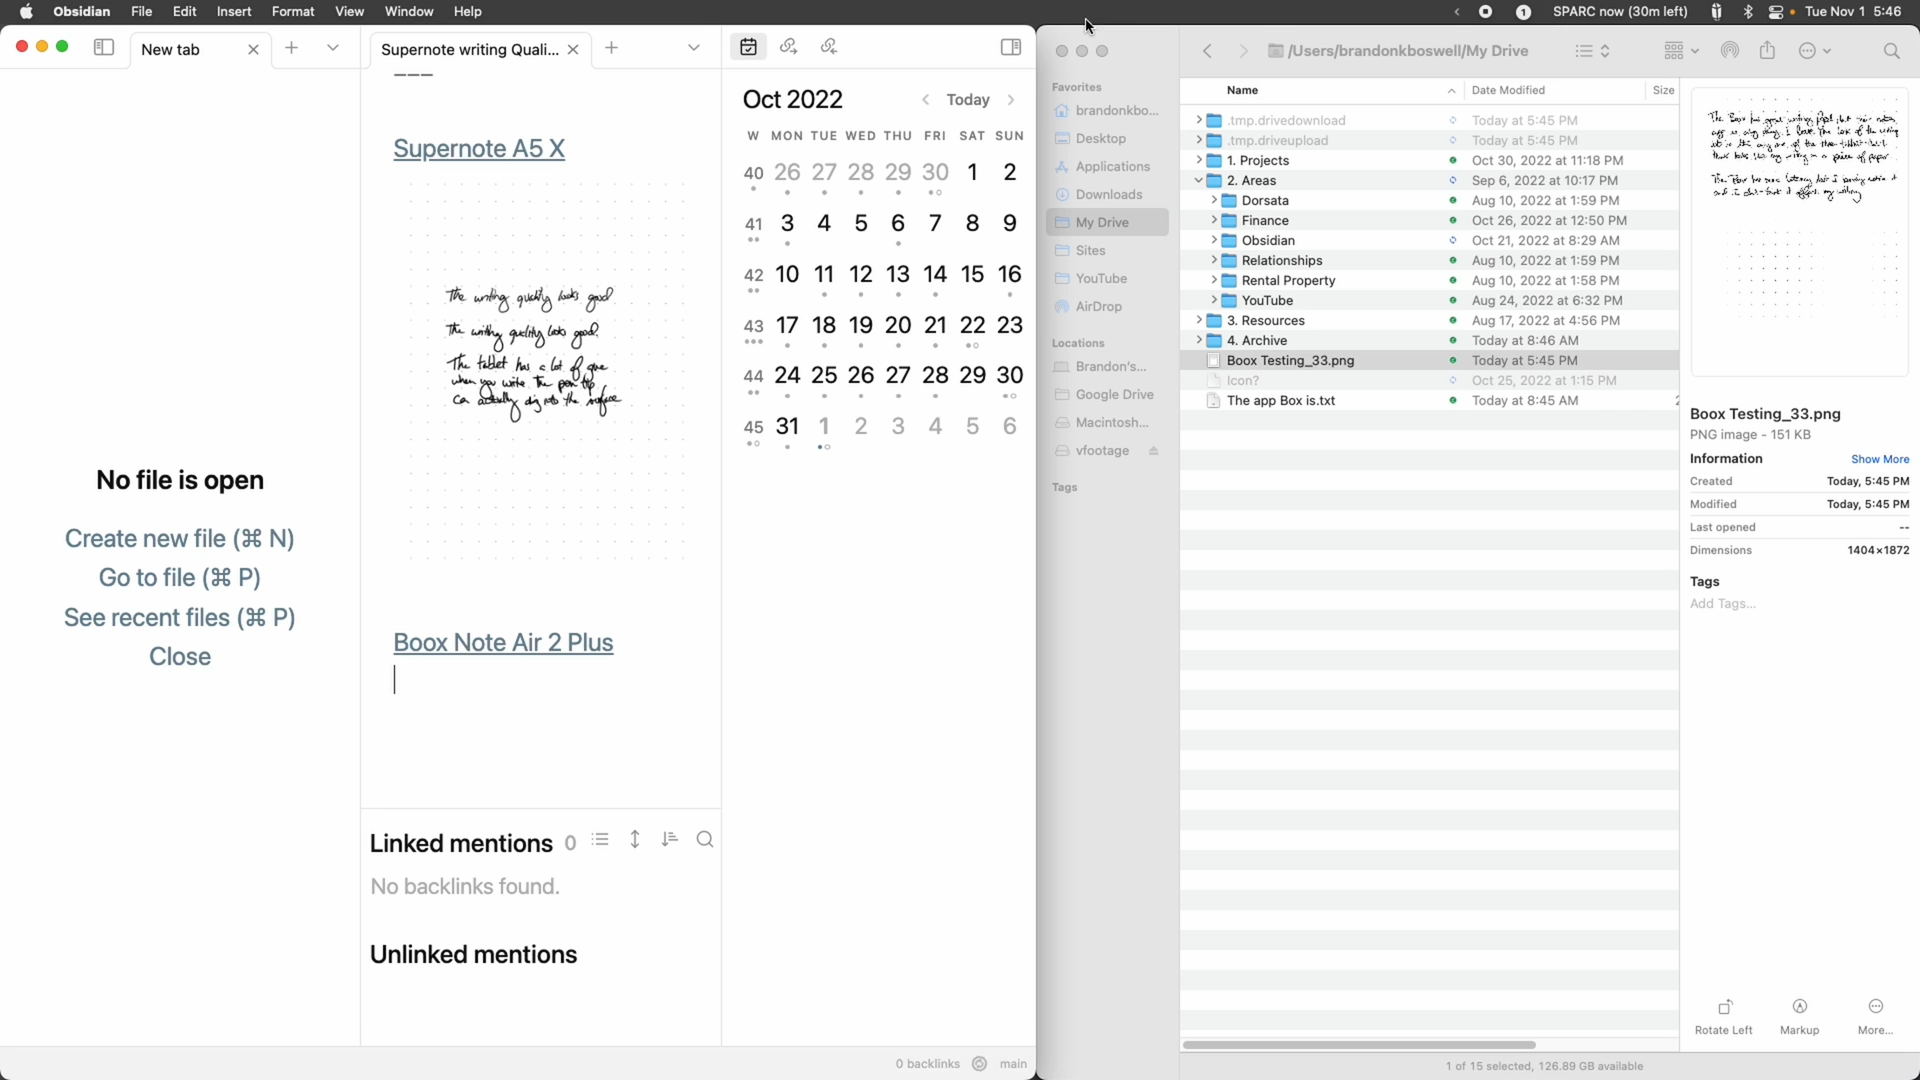 Obsidian File Edit Insert Format View Window Help
SPARC now (30m left) Tue Nov 1 5:46
New tab
Supernote writing Quali...
Supernote A5 X
The writing quality looks good
The writing quality looks good.
The tablet has a lot of give
when you write. The pen tip
can actually dig into the surface
Boox Note Air 2 Plus
No file is open
Create new file (⌘ N)
Go to file (⌘ P)
See recent files (⌘ P)
Close
Linked mentions 0
No backlinks found.
Unlinked mentions
Oct 2022 Today
W MON TUE WED THU FRI SAT SUN
40 26 27 28 29 30 1 2
41 3 4 5 6 7 8 9
42 10 11 12 13 14 15 16
43 17 18 19 20 21 22 23
44 24 25 26 27 28 29 30
45 31 1 2 3 4 5 6
0 backlinks main
Favorites
brandonkbo...
Desktop
Applications
Downloads
My Drive
Sites
YouTube
AirDrop
Locations
Brandon's...
Google Drive
Macintosh...
vfootage
Tags
/Users/brandonkboswell/My Drive
Name Date Modified Size
.tmp.drivedownload Today at 5:45 PM
.tmp.driveupload Today at 5:45 PM
1. Projects Oct 30, 2022 at 11:18 PM
2. Areas Sep 6, 2022 at 10:17 PM
Dorsata Aug 10, 2022 at 1:59 PM
Finance Oct 26, 2022 at 12:50 PM
Obsidian Oct 21, 2022 at 8:29 AM
Relationships Aug 10, 2022 at 1:59 PM
Rental Property Aug 10, 2022 at 1:58 PM
YouTube Aug 24, 2022 at 6:32 PM
3. Resources Aug 17, 2022 at 4:56 PM
4. Archive Today at 8:46 AM
Boox Testing_33.png Today at 5:45 PM
Icon? Oct 25, 2022 at 1:15 PM
The app Box is.txt Today at 8:45 AM
1 of 15 selected, 126.89 GB available
Boox Testing_33.png
PNG image - 151 KB
Information Show More
Created Today, 5:45 PM
Modified Today, 5:45 PM
Last opened --
Dimensions 1404×1872
Tags
Add Tags...
Rotate Left Markup More...